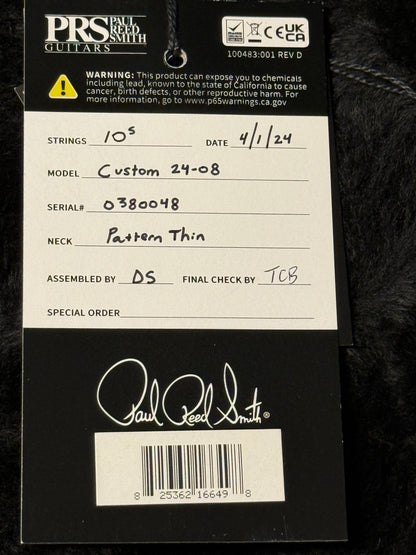 PRS PAUL REED SMITH
GUITARS
CE UK CA
100483:001 REV D
WARNING: This product can expose you to chemicals
including lead, known to the state of California to cause
cancer, birth defects, or other reproductive harm. For
more information, go to www.p65warnings.ca.gov
STRINGS 10s DATE 4/1/24
MODEL Custom 24-08
SERIAL# 0380048
NECK Pattern Thin
ASSEMBLED BY DS FINAL CHECK BY TCB
SPECIAL ORDER
Paul Reed Smith®
8 25362 16649 8